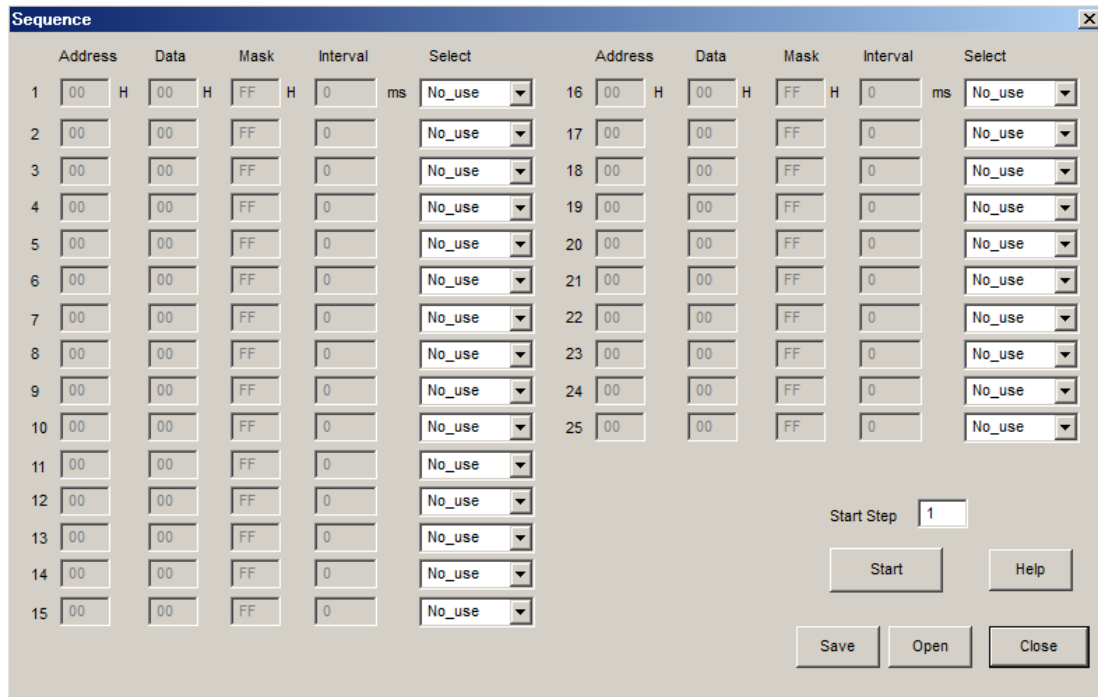 Sequence
Address Data Mask Interval Select Address Data Mask Interval Select
1 00 H 00 H FF H 0 ms No_use 16 00 H 00 H FF H 0 ms No_use
2 00 00 FF 0 No_use 17 00 00 FF 0 No_use
3 00 00 FF 0 No_use 18 00 00 FF 0 No_use
4 00 00 FF 0 No_use 19 00 00 FF 0 No_use
5 00 00 FF 0 No_use 20 00 00 FF 0 No_use
6 00 00 FF 0 No_use 21 00 00 FF 0 No_use
7 00 00 FF 0 No_use 22 00 00 FF 0 No_use
8 00 00 FF 0 No_use 23 00 00 FF 0 No_use
9 00 00 FF 0 No_use 24 00 00 FF 0 No_use
10 00 00 FF 0 No_use 25 00 00 FF 0 No_use
11 00 00 FF 0 No_use
12 00 00 FF 0 No_use
13 00 00 FF 0 No_use
14 00 00 FF 0 No_use
15 00 00 FF 0 No_use
Start Step 1
Start Help
Save Open Close